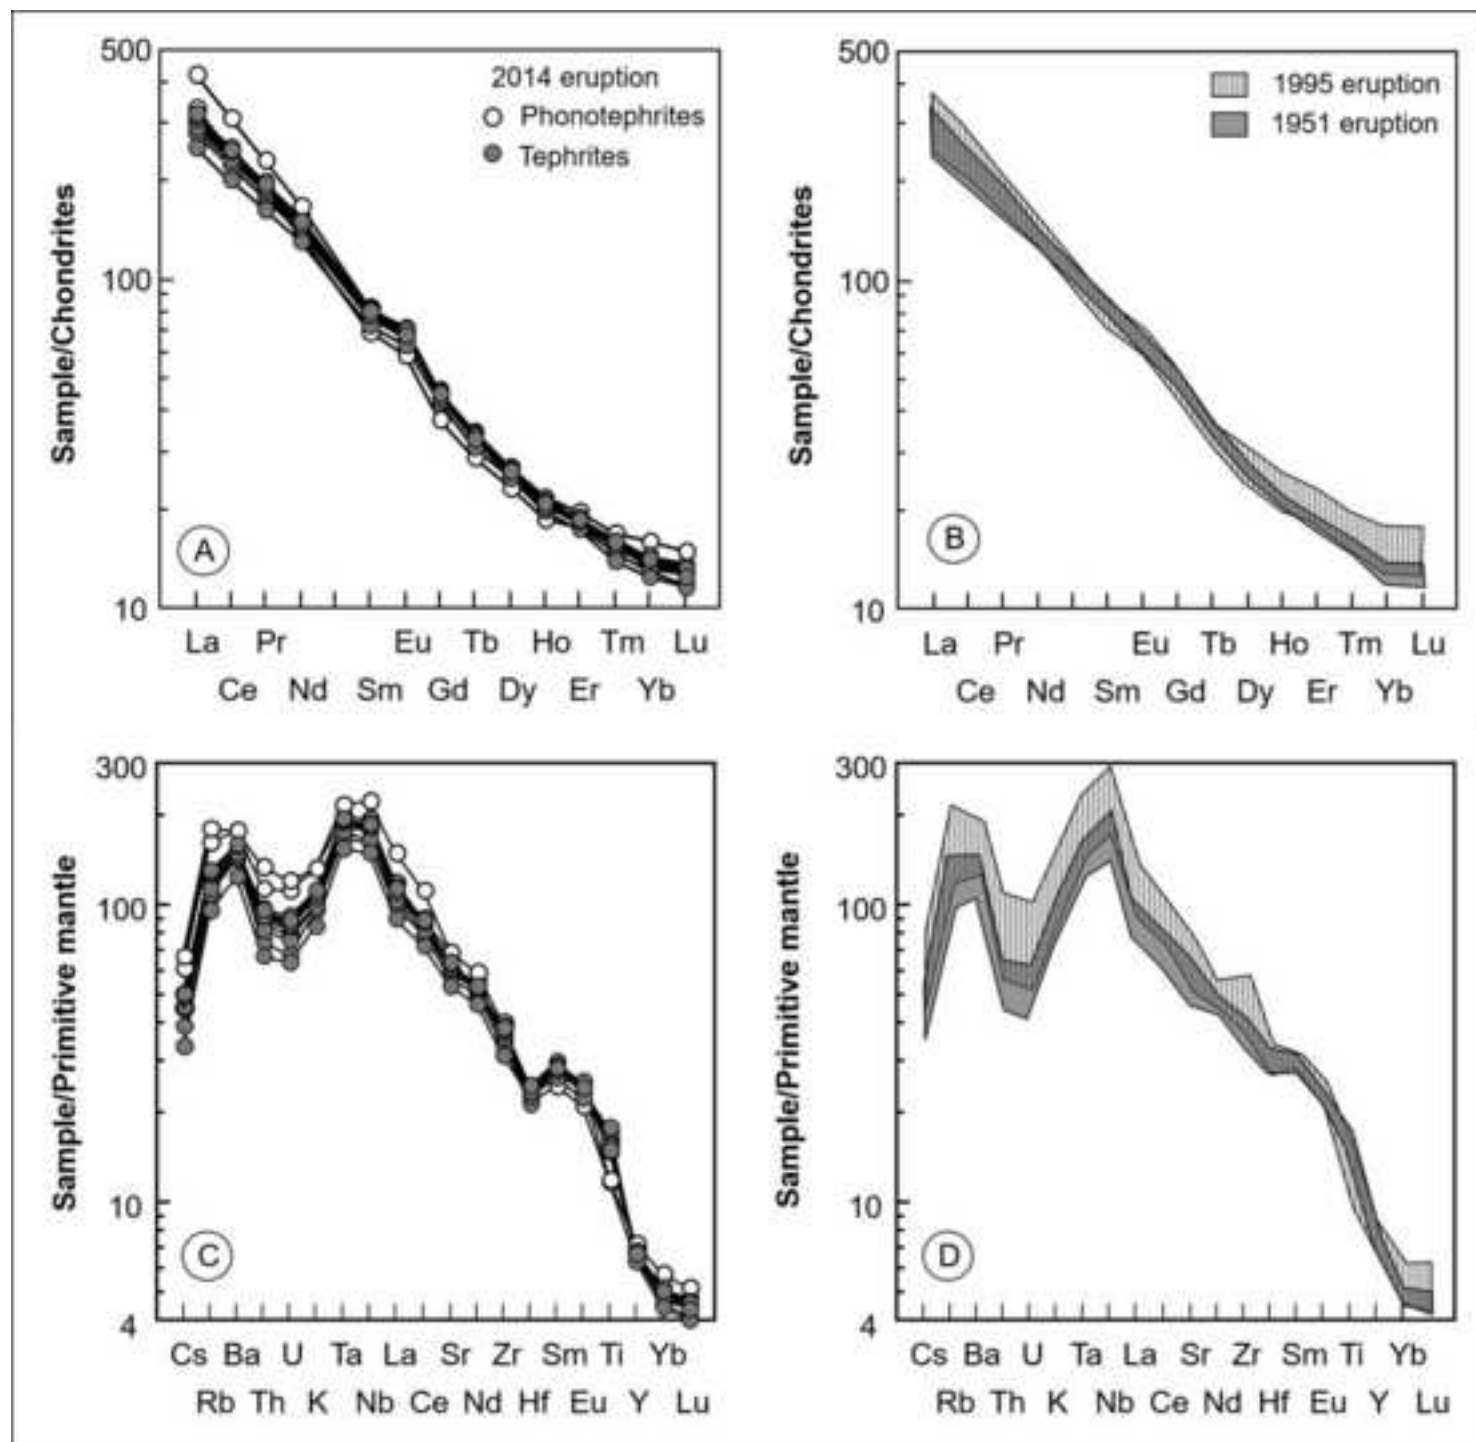 500
100
10
Sample/Chondrites
2014 eruption
Phonotephrites
Tephrites
A
La Pr Eu Tb Ho Tm Lu
Ce Nd Sm Gd Dy Er Yb
500
100
10
Sample/Chondrites
1995 eruption
1951 eruption
B
La Pr Eu Tb Ho Tm Lu
Ce Nd Sm Gd Dy Er Yb
300
100
10
4
Sample/Primitive mantle
C
Cs Ba U Ta La Sr Zr Sm Ti Yb
Rb Th K Nb Ce Nd Hf Eu Y Lu
300
100
10
4
Sample/Primitive mantle
D
Cs Ba U Ta La Sr Zr Sm Ti Yb
Rb Th K Nb Ce Nd Hf Eu Y Lu